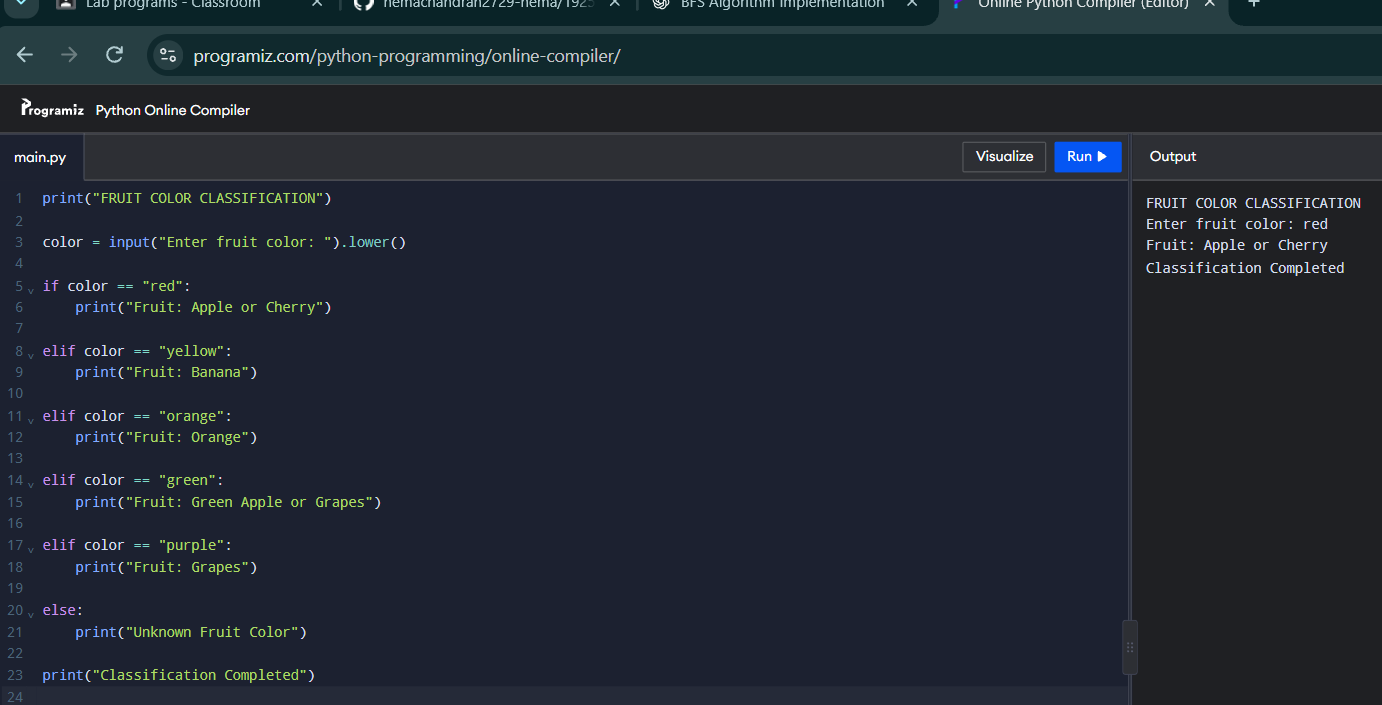 Lab programs - Classroom
hemachandran2729-hema/1925
BFS Algorithm Implementation
Online Python Compiler (Editor)
programiz.com/python-programming/online-compiler/
Programiz Python Online Compiler
main.py
Visualize
Run
Output
1 print("FRUIT COLOR CLASSIFICATION")
2
3 color = input("Enter fruit color: ").lower()
4
5 if color == "red":
6 print("Fruit: Apple or Cherry")
7
8 elif color == "yellow":
9 print("Fruit: Banana")
10
11 elif color == "orange":
12 print("Fruit: Orange")
13
14 elif color == "green":
15 print("Fruit: Green Apple or Grapes")
16
17 elif color == "purple":
18 print("Fruit: Grapes")
19
20 else:
21 print("Unknown Fruit Color")
22
23 print("Classification Completed")
24
FRUIT COLOR CLASSIFICATION
Enter fruit color: red
Fruit: Apple or Cherry
Classification Completed